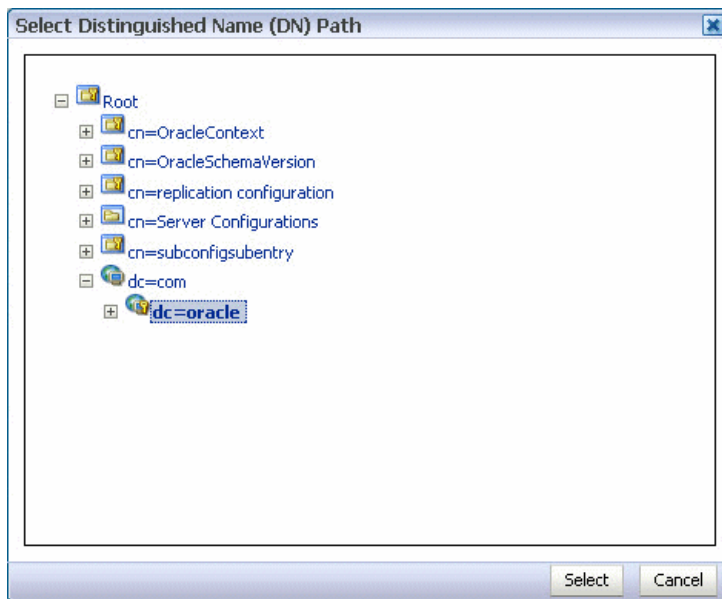 Select Distinguished Name (DN) Path
Root
cn=OracleContext
cn=OracleSchemaVersion
cn=replication configuration
cn=Server Configurations
cn=subconfigsubentry
dc=com
dc=oracle
Select Cancel